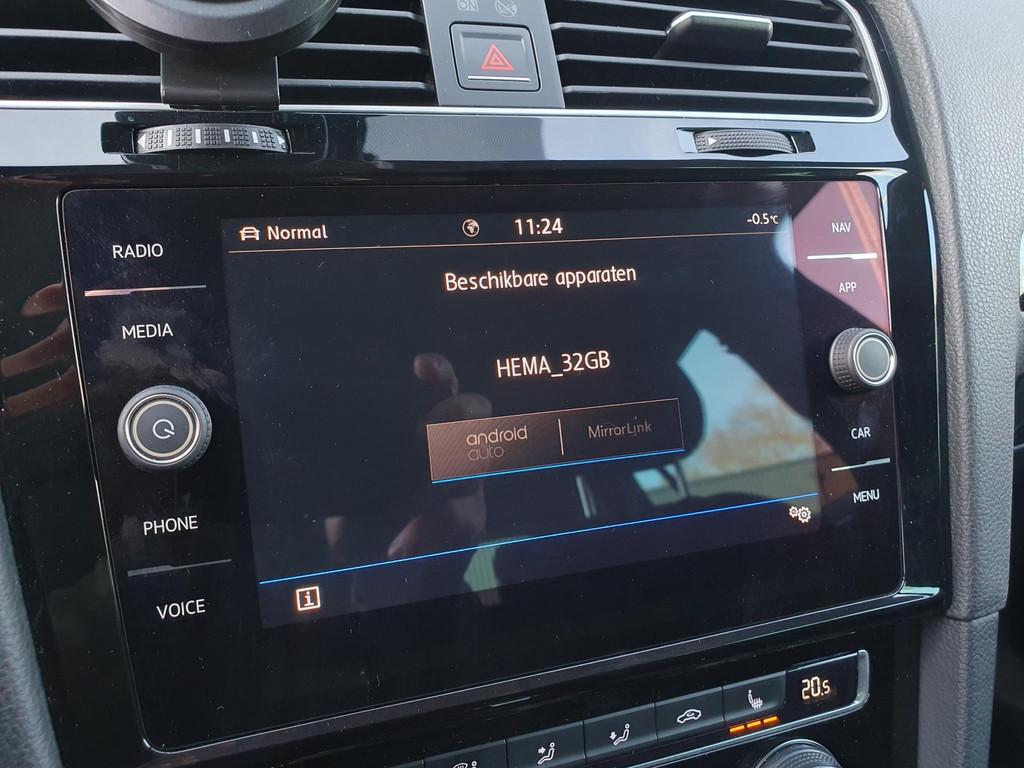 ON
RADIO
MEDIA
PHONE
VOICE
Normal
11:24
-0.5°C
Beschikbare apparaten
HEMA_32GB
android
auto
MirrorLink
i
NAV
APP
CAR
MENU
20.5